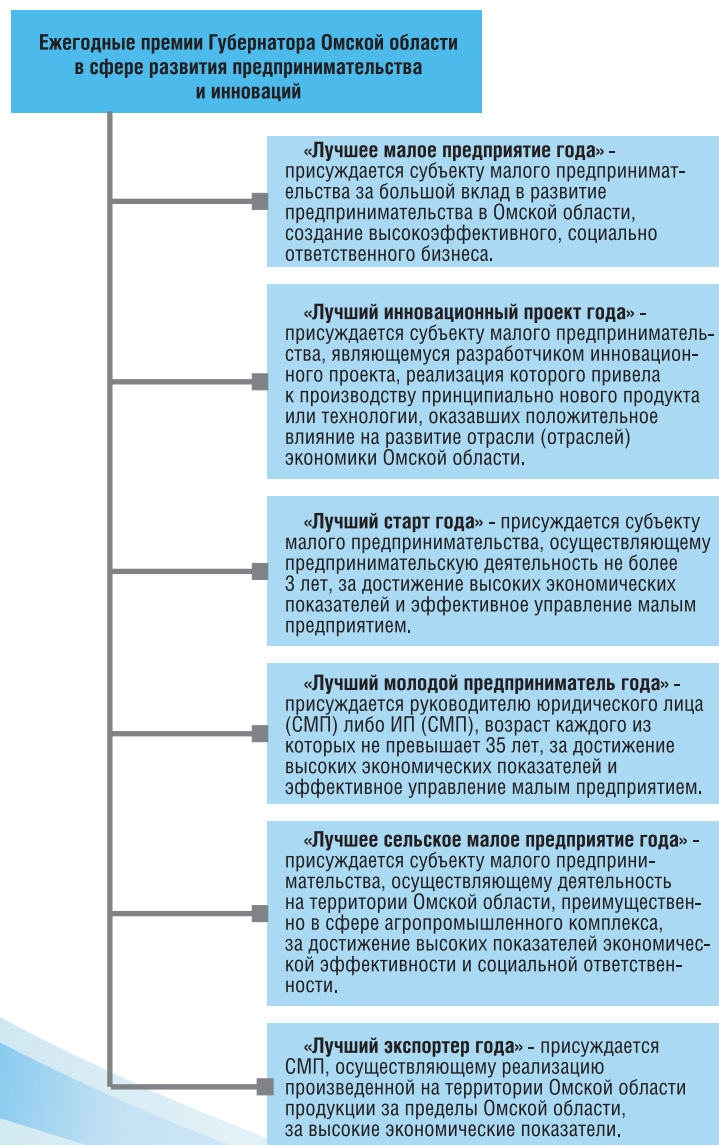 Ежегодные премии Губернатора Омской области
в сфере развития предпринимательства
и инноваций
«Лучшее малое предприятие года» -
присуждается субъекту малого предпринимат-
ельства за большой вклад в развитие
предпринимательства в Омской области,
создание высокоэффективного, социально
ответственного бизнеса.
«Лучший инновационный проект года» -
присуждается субъекту малого предприниматель-
ства, являющемуся разработчиком инновацион-
ного проекта, реализация которого привела
к производству принципиально нового продукта
или технологии, оказавших положительное
влияние на развитие отрасли (отраслей)
экономики Омской области.
«Лучший старт года» - присуждается субъекту
малого предпринимательства, осуществляющему
предпринимательскую деятельность не более
3 лет, за достижение высоких экономических
показателей и эффективное управление малым
предприятием.
«Лучший молодой предприниматель года» -
присуждается руководителю юридического лица
(СМП) либо ИП (СМП), возраст каждого из
которых не превышает 35 лет, за достижение
высоких экономических показателей и
эффективное управление малым предприятием.
«Лучшее сельское малое предприятие года» -
присуждается субъекту малого предприни-
мательства, осуществляющему деятельность
на территории Омской области, преимуществен-
но в сфере агропромышленного комплекса,
за достижение высоких показателей экономичес-
кой эффективности и социальной ответствен-
ности.
«Лучший экспортер года» - присуждается
СМП, осуществляющему реализацию
произведенной на территории Омской области
продукции за пределы Омской области,
за высокие экономические показатели.